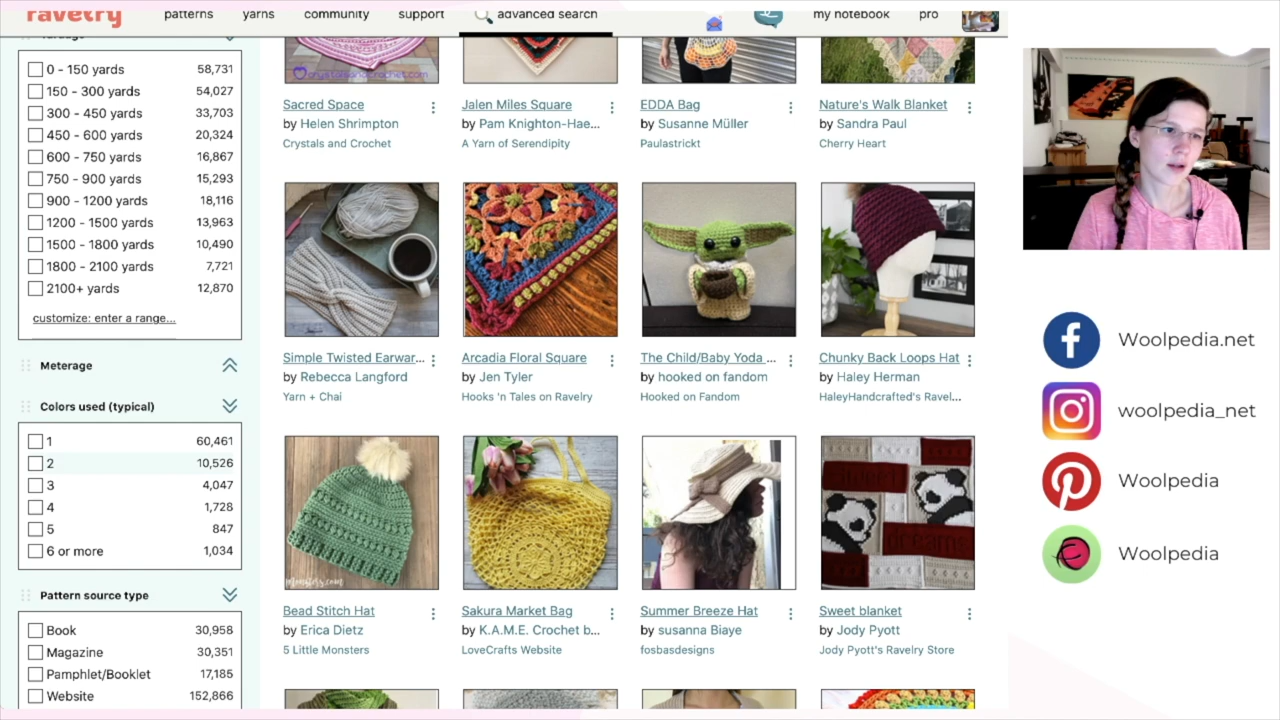 ravelry patterns yarns community support advanced search my notebook pro
0 - 150 yards 58,731
150 - 300 yards 54,027
300 - 450 yards 33,703
450 - 600 yards 20,324
600 - 750 yards 16,867
750 - 900 yards 15,293
900 - 1200 yards 18,116
1200 - 1500 yards 13,963
1500 - 1800 yards 10,490
1800 - 2100 yards 7,721
2100+ yards 12,870
customize: enter a range...
Meterage
Colors used (typical)
1 60,461
2 10,526
3 4,047
4 1,728
5 847
6 or more 1,034
Pattern source type
Book 30,958
Magazine 30,351
Pamphlet/Booklet 17,185
Website 152,866
crystalsandcrochet.com
Sacred Space
by Helen Shrimpton
Crystals and Crochet
Jalen Miles Square
by Pam Knighton-Hae...
A Yarn of Serendipity
EDDA Bag
by Susanne Müller
Paulastrickt
Nature's Walk Blanket
by Sandra Paul
Cherry Heart
Simple Twisted Earwar...
by Rebecca Langford
Yarn + Chai
Arcadia Floral Square
by Jen Tyler
Hooks 'n Tales on Ravelry
The Child/Baby Yoda ...
by hooked on fandom
Hooked on Fandom
Chunky Back Loops Hat
by Haley Herman
HaleyHandcrafted's Ravel...
Bead Stitch Hat
by Erica Dietz
5 Little Monsters
Sakura Market Bag
by K.A.M.E. Crochet b...
LoveCrafts Website
Summer Breeze Hat
by susanna Biaye
fosbasdesigns
Sweet blanket
by Jody Pyott
Jody Pyott's Ravelry Store
Woolpedia.net
woolpedia_net
Woolpedia
Woolpedia